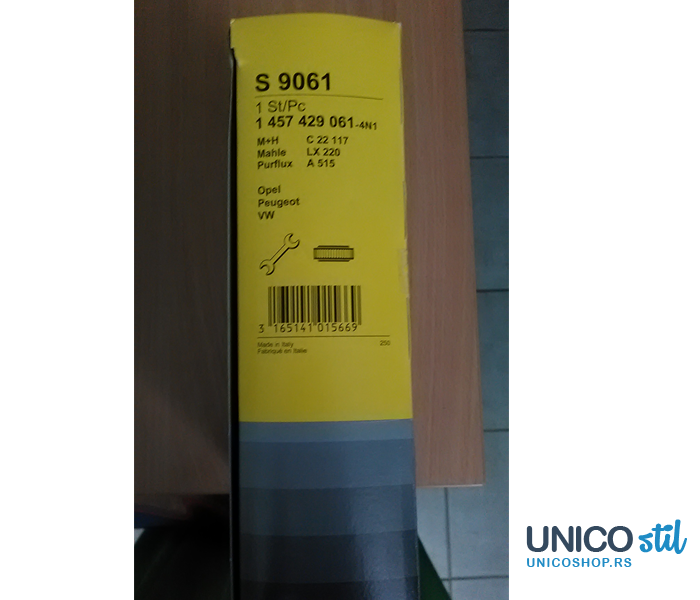 S 9061
1 St/Pc
1 457 429 061-4N1
M+H C 22 117
Mahle LX 220
Purflux A 515
Opel
Peugeot
VW
3 165141 015669
Made in Italy 250
Fabriqué en Italie
UNICO stil
UNICOSHOP.RS